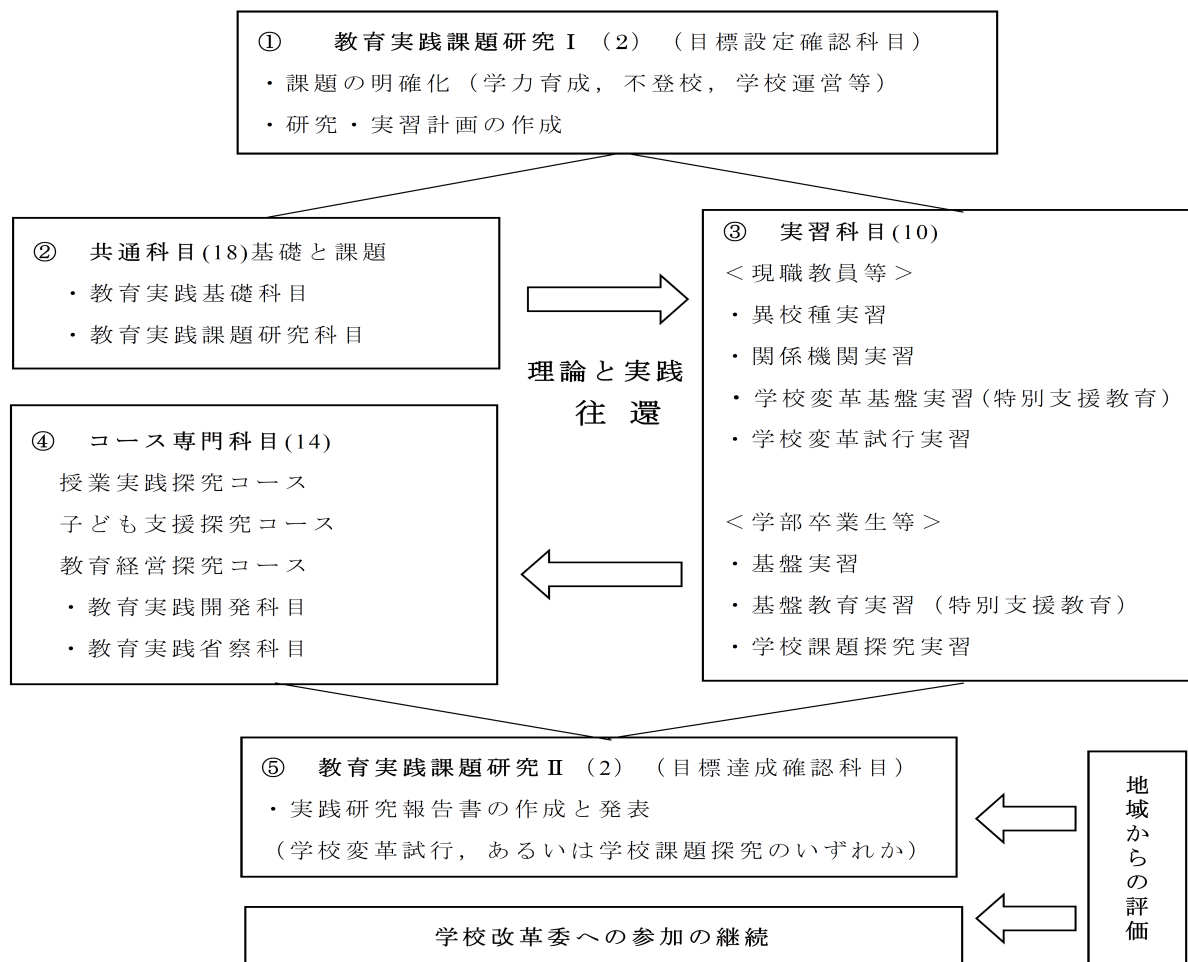 ① 教育実践課題研究Ⅰ (2) (目標設定確認科目)
・課題の明確化(学力育成,不登校,学校運営等)
・研究・実習計画の作成
② 共通科目(18)基礎と課題
・教育実践基礎科目
・教育実践課題研究科目
③ 実習科目(10)
<現職教員等>
・異校種実習
・関係機関実習
・学校変革基盤実習(特別支援教育)
・学校変革試行実習
<学部卒業生等>
・基盤実習
・基盤教育実習(特別支援教育)
・学校課題探究実習
理論と実践
往還
④ コース専門科目(14)
授業実践探究コース
子ども支援探究コース
教育経営探究コース
・教育実践開発科目
・教育実践省察科目
⑤ 教育実践課題研究Ⅱ (2) (目標達成確認科目)
・実践研究報告書の作成と発表
(学校変革試行,あるいは学校課題探究のいずれか)
地域からの評価
学校改革委への参加の継続